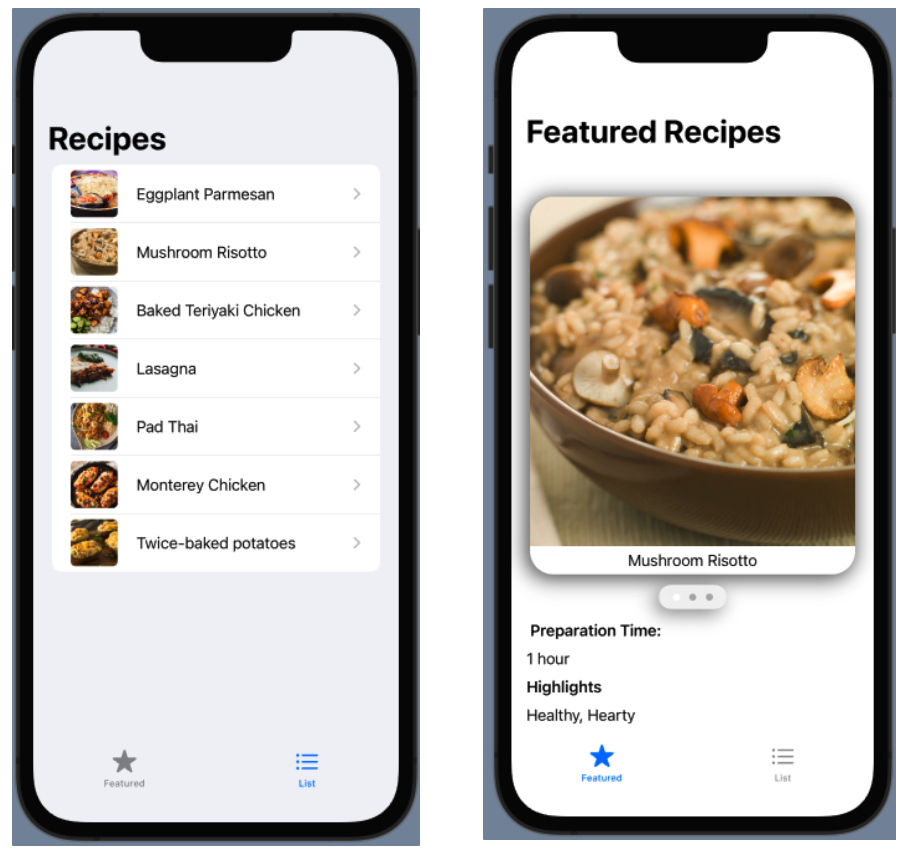 Recipes
Eggplant Parmesan
Mushroom Risotto
Baked Teriyaki Chicken
Lasagna
Pad Thai
Monterey Chicken
Twice-baked potatoes
Featured
List
Featured Recipes
Mushroom Risotto
Preparation Time:
1 hour
Highlights
Healthy, Hearty
Featured
List